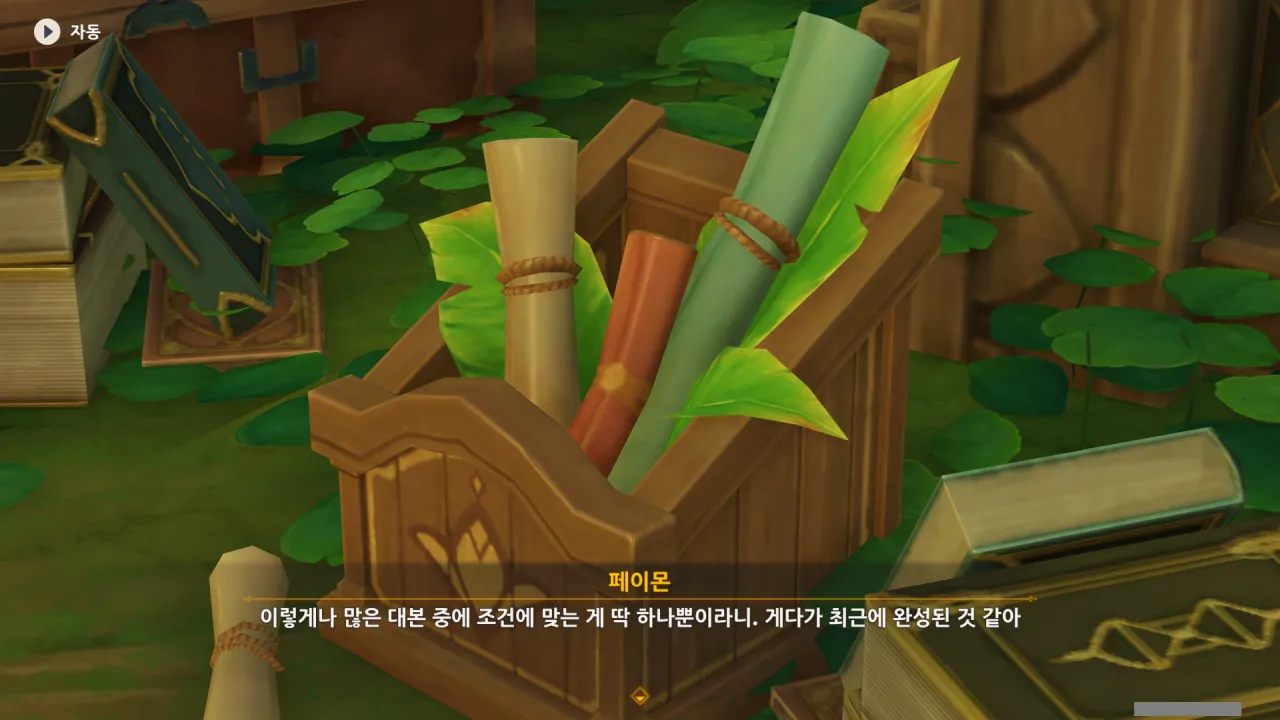 자동
페이몬
이렇게나 많은 대본 중에 조건에 맞는 게 딱 하나뿐이라니. 게다가 최근에 완성된 것 같아